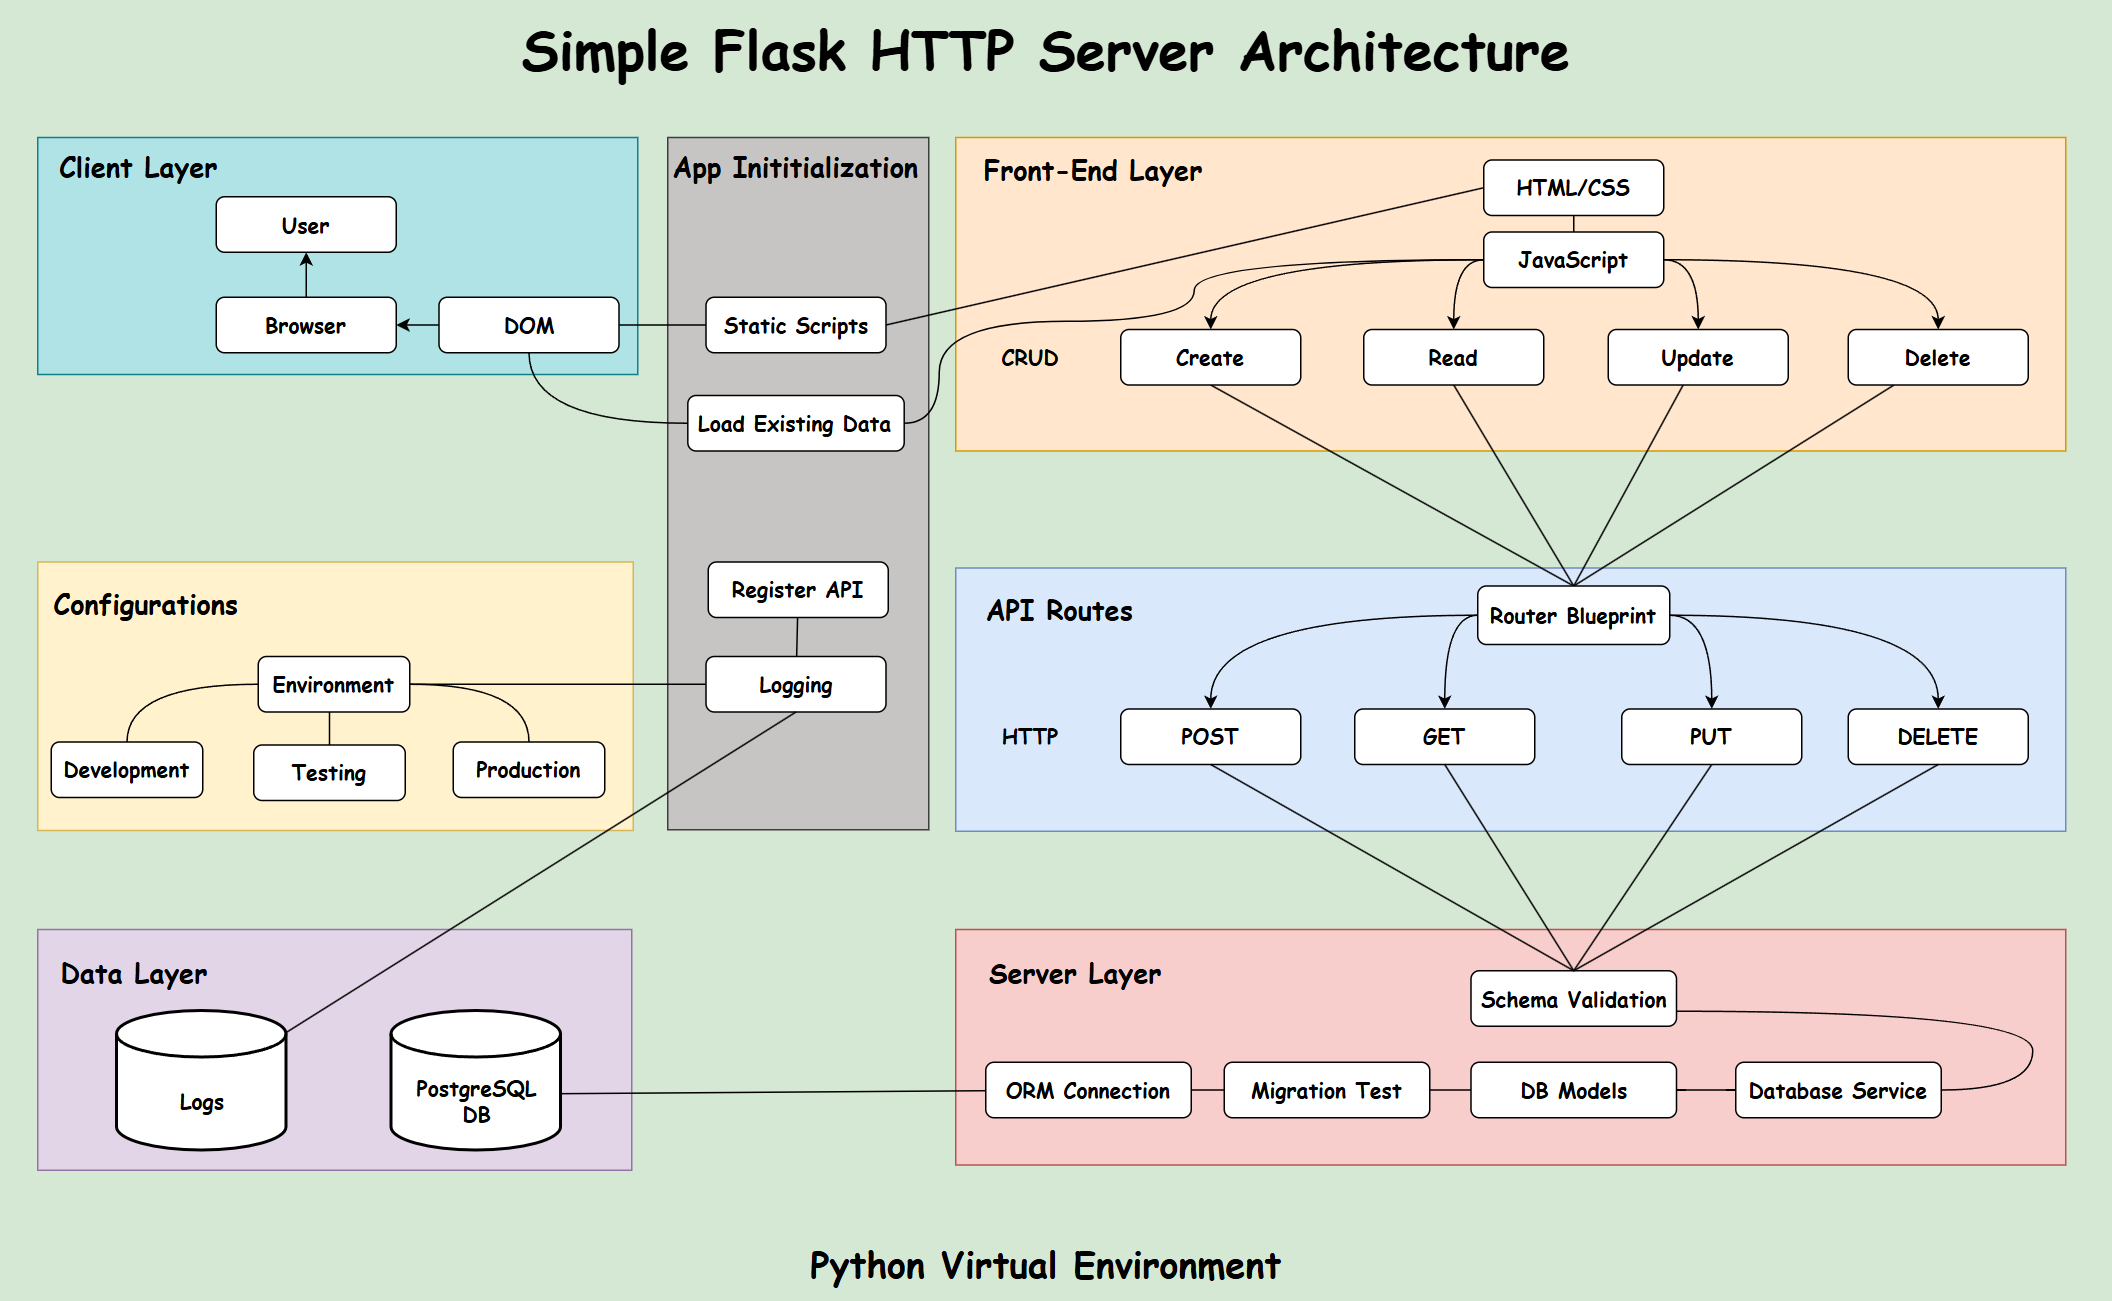 Simple Flask HTTP Server Architecture
Client Layer
User
Browser
DOM
App Inititialization
Static Scripts
Load Existing Data
Register API
Logging
Front-End Layer
HTML/CSS
JavaScript
CRUD
Create
Read
Update
Delete
Configurations
Environment
Development
Testing
Production
API Routes
Router Blueprint
HTTP
POST
GET
PUT
DELETE
Data Layer
Logs
PostgreSQL
DB
Server Layer
Schema Validation
ORM Connection
Migration Test
DB Models
Database Service
Python Virtual Environment